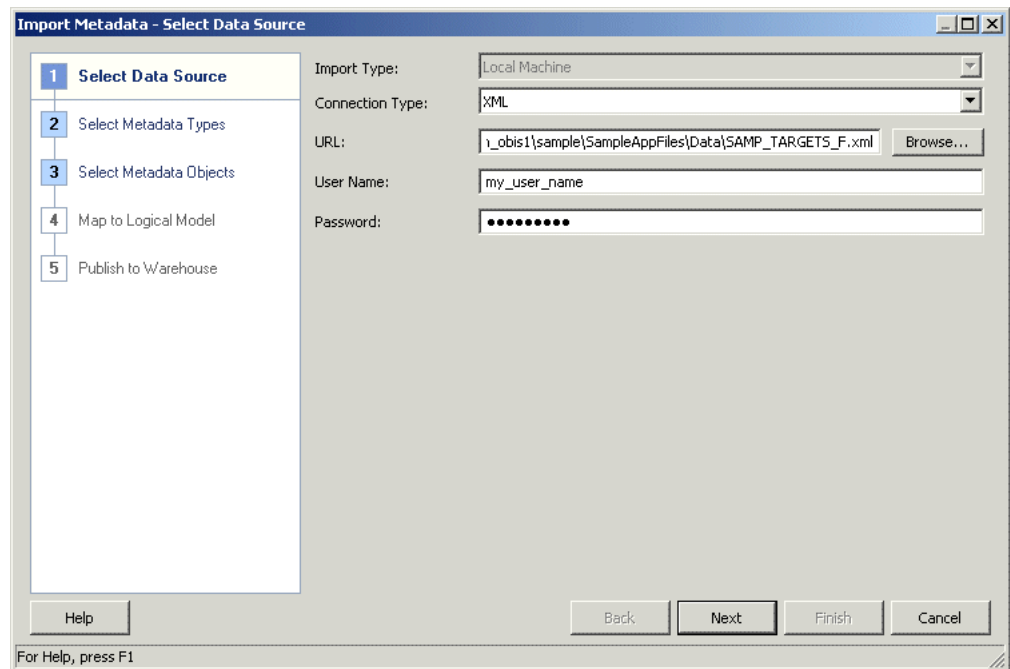 Import Metadata - Select Data Source
1 Select Data Source
2 Select Metadata Types
3 Select Metadata Objects
4 Map to Logical Model
5 Publish to Warehouse
Import Type: Local Machine
Connection Type: XML
URL: _obis1\sample\SampleAppFiles\Data\SAMP_TARGETS_F.xml Browse...
User Name: my_user_name
Password: ●●●●●●●●●
Help Back Next Finish Cancel
For Help, press F1